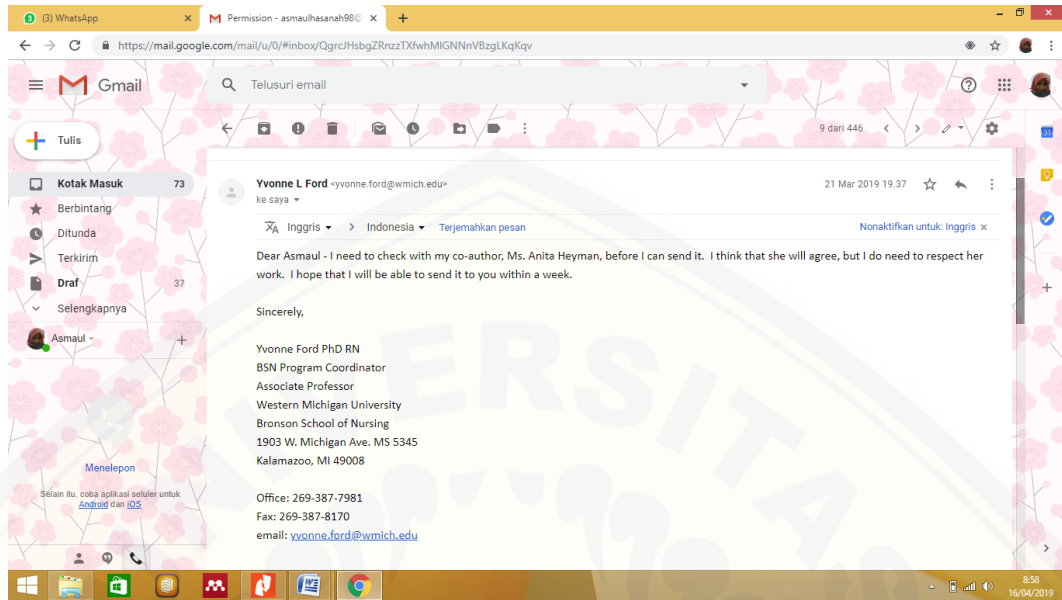 (3) WhatsApp
Permission - asmaulhasanah98@
https://mail.google.com/mail/u/0/#inbox/QgrcJHsbgZRnzzTXfwhMlGNNnVBzgLKqKqv
Gmail
Telusuri email
Tulis
9 dari 446
Kotak Masuk 73
Berbintang
Ditunda
Terkirim
Draf 37
Selengkapnya
Asmaul
Menelepon
Selain itu, coba aplikasi seluler untuk
Android dan iOS
Yvonne L Ford <yvonne.ford@wmich.edu>
21 Mar 2019 19.37
ke saya
Inggris > Indonesia Terjemahkan pesan
Nonaktifkan untuk: Inggris
Dear Asmaul - I need to check with my co-author, Ms. Anita Heyman, before I can send it. I think that she will agree, but I do need to respect her
work. I hope that I will be able to send it to you within a week.
Sincerely,
Yvonne Ford PhD RN
BSN Program Coordinator
Associate Professor
Western Michigan University
Bronson School of Nursing
1903 W. Michigan Ave. MS 5345
Kalamazoo, MI 49008
Office: 269-387-7981
Fax: 269-387-8170
email: yvonne.ford@wmich.edu
UNIVERSITA
31
8:58
16/04/2019